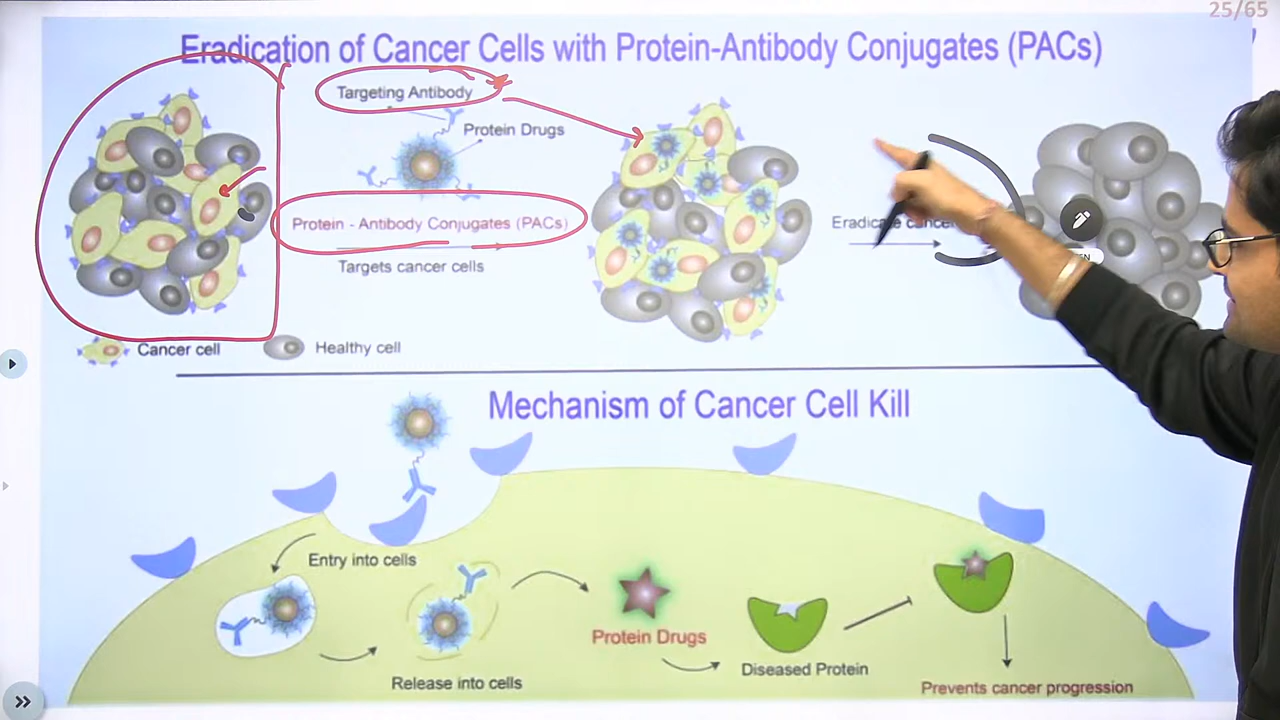 25/65
Eradication of Cancer Cells with Protein-Antibody Conjugates (PACs)
Targeting Antibody
Protein Drugs
Protein - Antibody Conjugates (PACs)
Targets cancer cells
Eradicate cancer
Cancer cell
Healthy cell
Mechanism of Cancer Cell Kill
Entry into cells
Release into cells
Protein Drugs
Diseased Protein
Prevents cancer progression